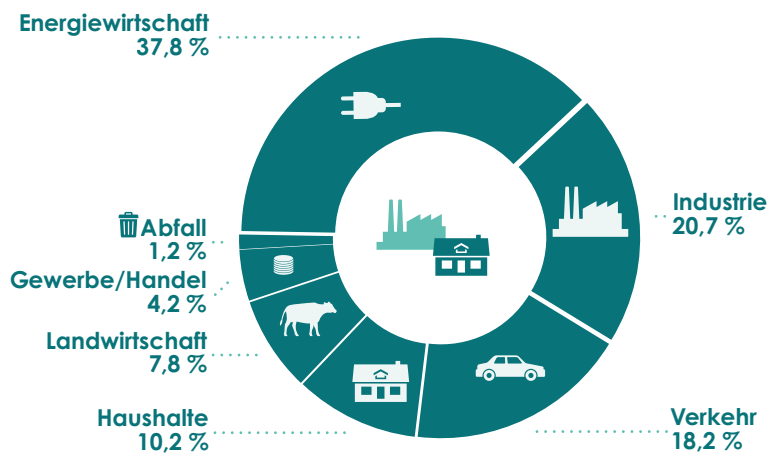 Energiewirtschaft
37,8 %
Industrie
20,7 %
Abfall
1,2 %
Gewerbe/Handel
4,2 %
Landwirtschaft
7,8 %
Haushalte
10,2 %
Verkehr
18,2 %